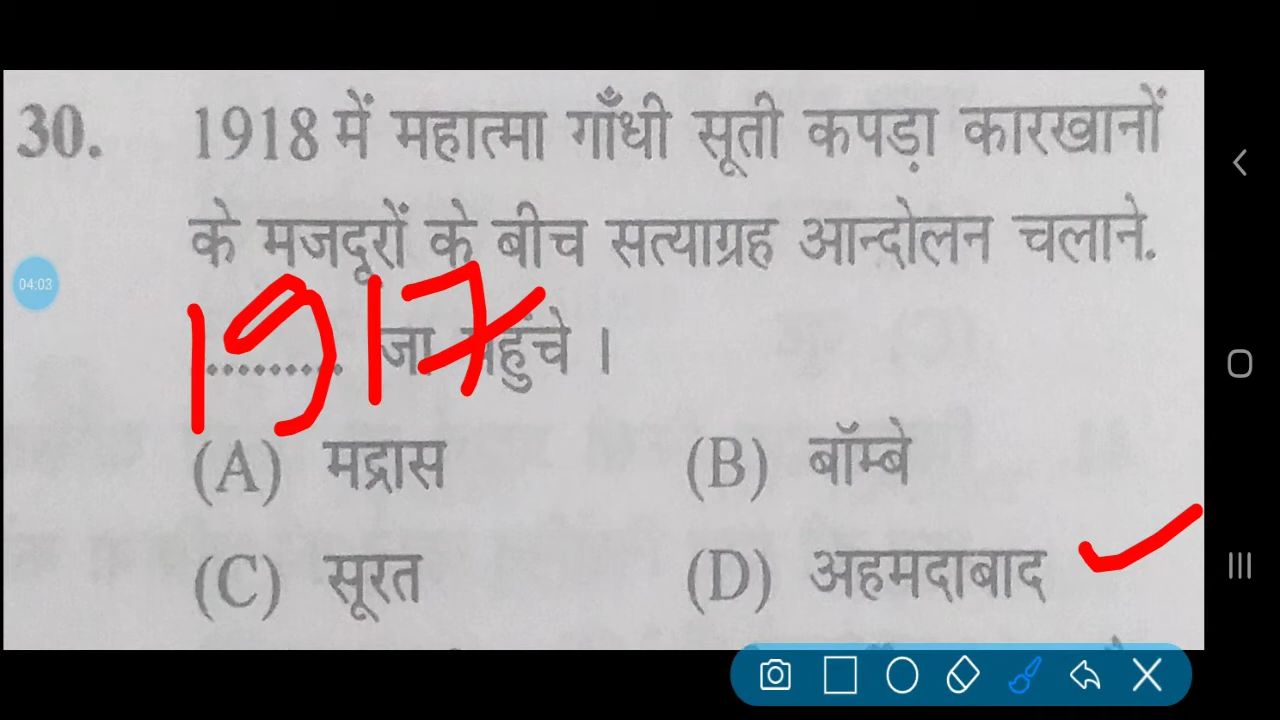 30. 1918 में महात्मा गाँधी सूती कपड़ा कारखानों
के मजदूरों के बीच सत्याग्रह आन्दोलन चलाने.
04:03
1917
......... जा पहुंचे ।
(A) मद्रास (B) बॉम्बे
(C) सूरत (D) अहमदाबाद